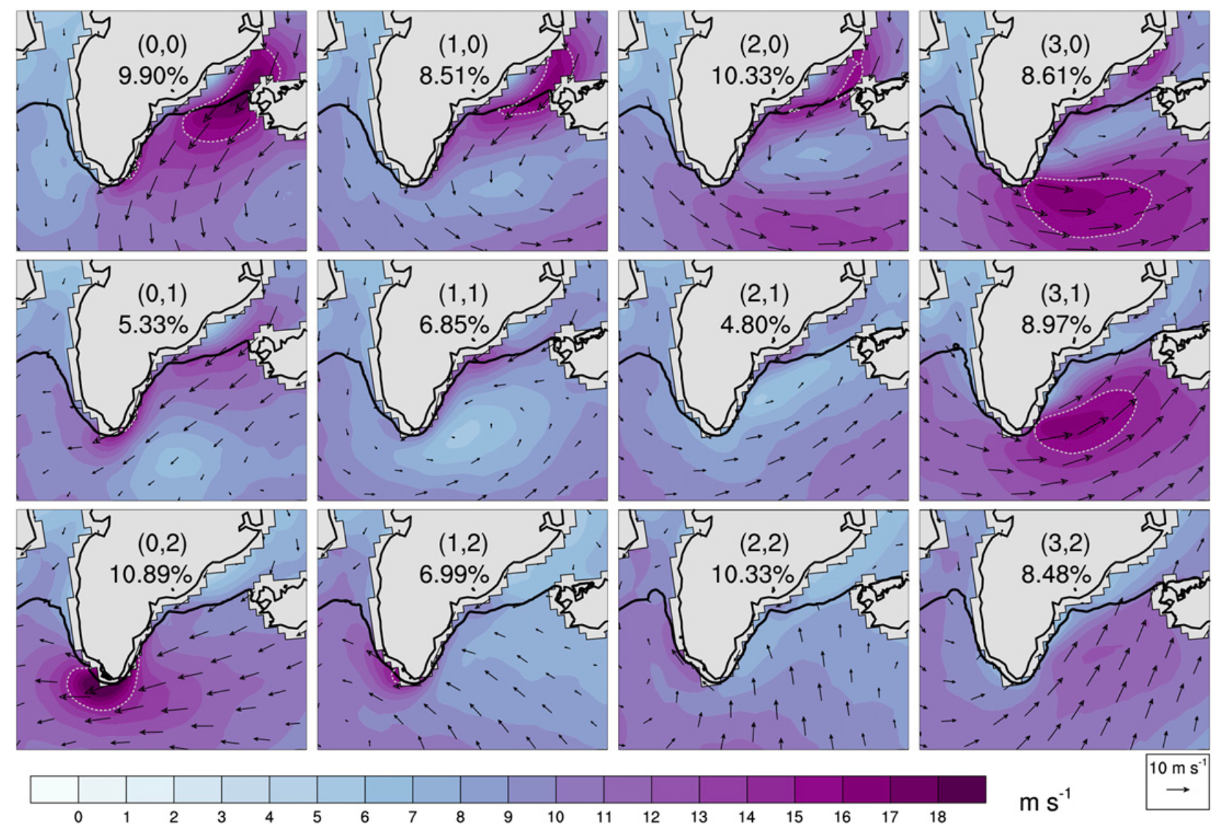 (0,0) (1,0) (2,0) (3,0)
9.90% 8.51% 10.33% 8.61%
(0,1) (1,1) (2,1) (3,1)
5.33% 6.85% 4.80% 8.97%
(0,2) (1,2) (2,2) (3,2)
10.89% 6.99% 10.33% 8.48%
10 m s⁻¹
0 1 2 3 4 5 6 7 8 9 10 11 12 13 14 15 16 17 18
m s⁻¹